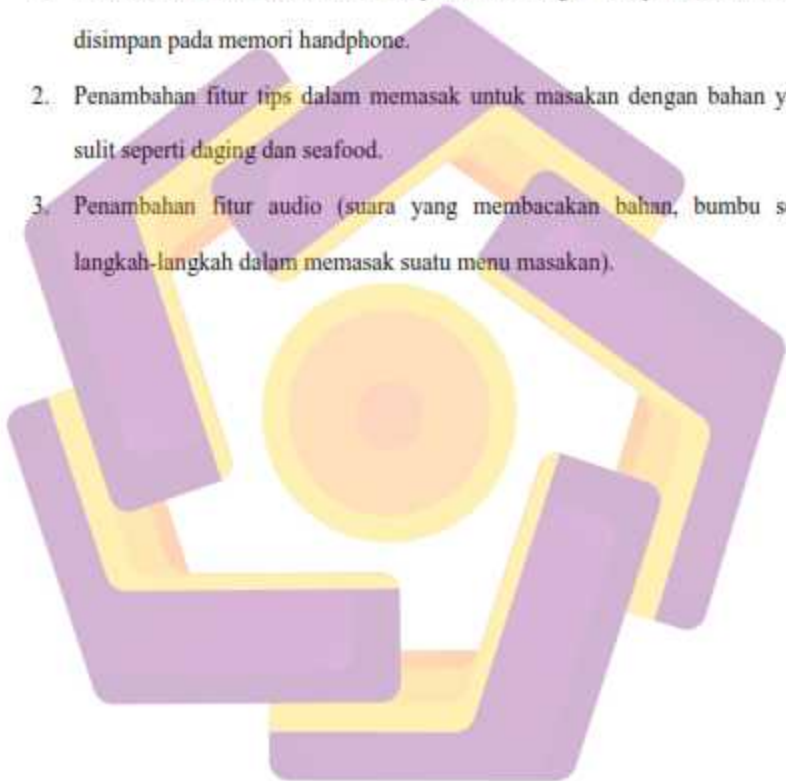 disimpan pada memori handphone.
2. Penambahan fitur tips dalam memasak untuk masakan dengan bahan
sulit seperti daging dan seafood.
3. Penambahan fitur audio (suara yang membacakan bahan, bumbu
langkah-langkah dalam memasak suatu menu masakan).